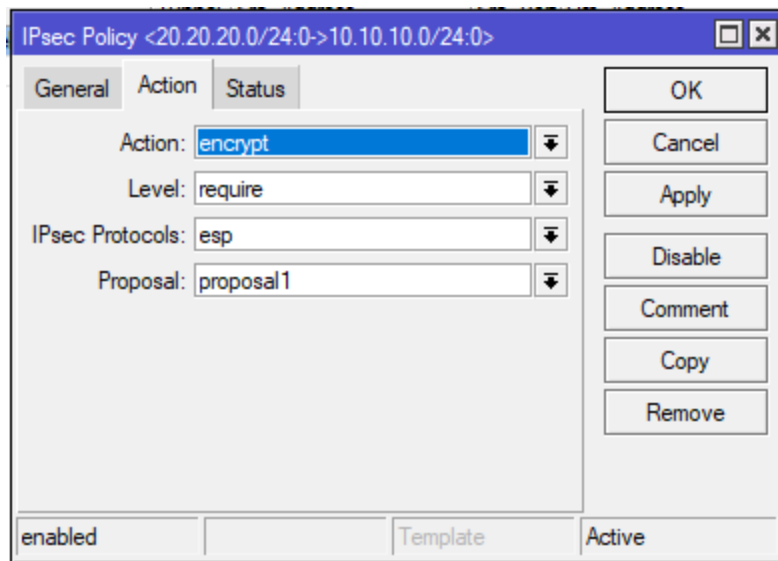 IPsec Policy <20.20.20.0/24:0->10.10.10.0/24:0>
General Action Status
Action: encrypt
Level: require
IPsec Protocols: esp
Proposal: proposal1
OK
Cancel
Apply
Disable
Comment
Copy
Remove
enabled Template Active